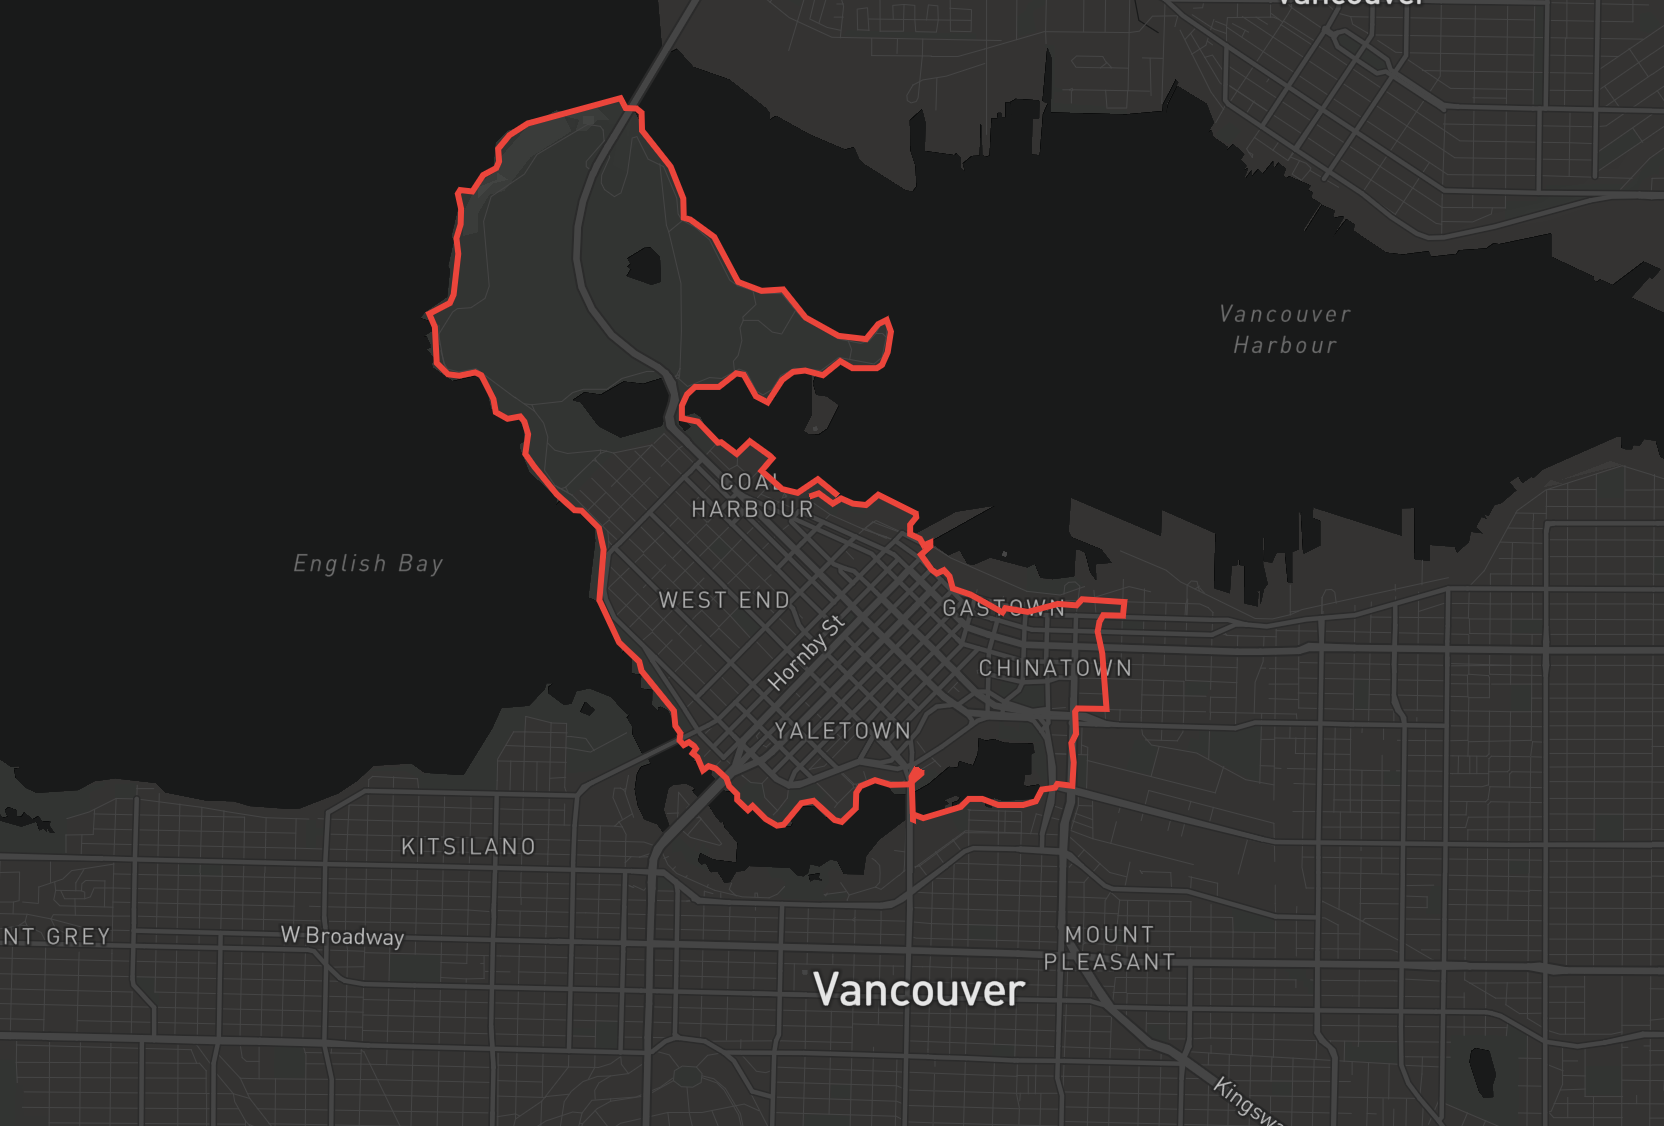 Vancouver
Vancouver
Harbour
COAL
HARBOUR
English Bay
WEST END
GASTOWN
Hornby St
CHINATOWN
YALETOWN
KITSILANO
NT GREY
W Broadway
MOUNT
PLEASANT
Vancouver
Kingswa